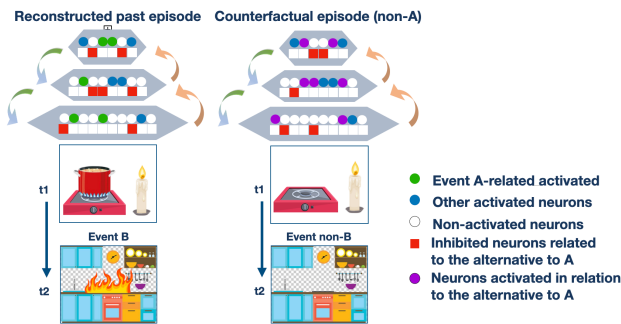 Reconstructed past episode
Counterfactual episode (non-A)
t1
t1
Event B
Event non-B
t2
t2
Event A-related activated
Other activated neurons
Non-activated neurons
Inhibited neurons related
to the alternative to A
Neurons activated in relation
to the alternative to A